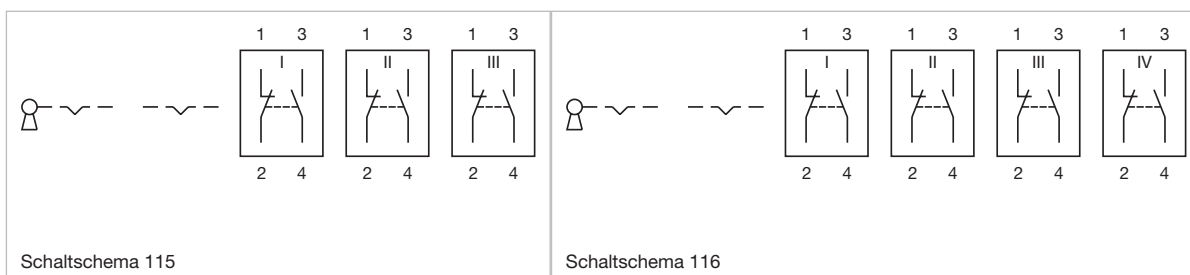 1 3 1 3 1 3
I II III
2 4 2 4 2 4
Schaltschema 115
1 3 1 3 1 3 1 3
I II III IV
2 4 2 4 2 4 2 4
Schaltschema 116